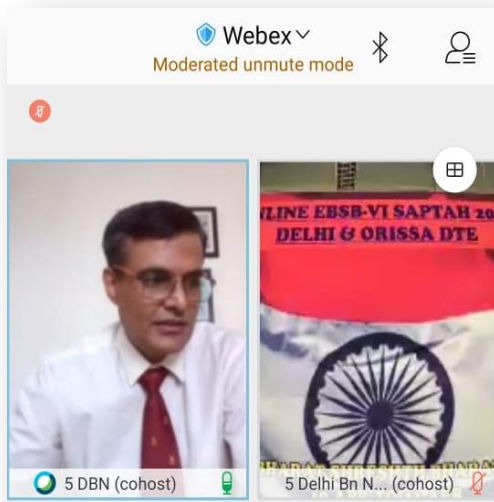 Webex
Moderated unmute mode
LINE EBSB-VI SAPTAH 20
DELHI & ORISSA DTE
5 DBN (cohost)
5 Delhi Bn N... (cohost)